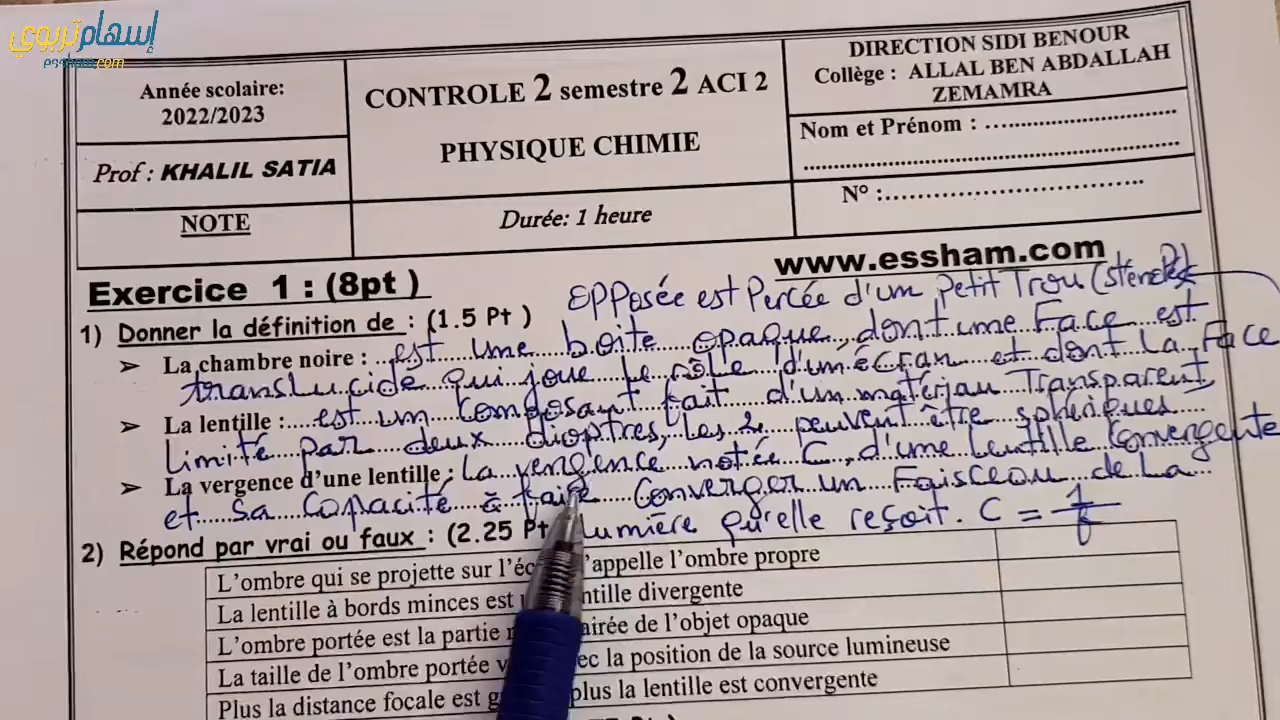 إسهام تربوي
essham.com
Année scolaire:
2022/2023
Prof : KHALIL SATIA
NOTE
CONTROLE 2 semestre 2 ACI 2
PHYSIQUE CHIMIE
Durée: 1 heure
DIRECTION SIDI BENOUR
Collège : ALLAL BEN ABDALLAH
ZEMAMRA
Nom et Prénom :
N° :
www.essham.com
Exercice 1 : (8pt )
opposée est percée d'un petit Trou
1) Donner la définition de : (1.5 Pt )
➤ La chambre noire : est une boite opaque, dont une Face est
translucide qui joue le rôle d'un écran et dont la Face
➤ La lentille : est un composant fait d'un matérjau Transparent
limité par deux dioptres, les 2 peuvent être sphériques
➤ La vergence d'une lentille : La vengence notée C, d'une lentille Convergente
et sa capacité à faire Converger un Faisceau de La
Lumière qu'elle reçoit. C = 1/f
2) Répond par vrai ou faux : (2.25 Pt
L'ombre qui se projette sur l'éc 'appelle l'ombre propre
La lentille à bords minces est ntille divergente
L'ombre portée est la partie airée de l'objet opaque
La taille de l'ombre portée v ec la position de la source lumineuse
Plus la distance focale est g plus la lentille est convergente